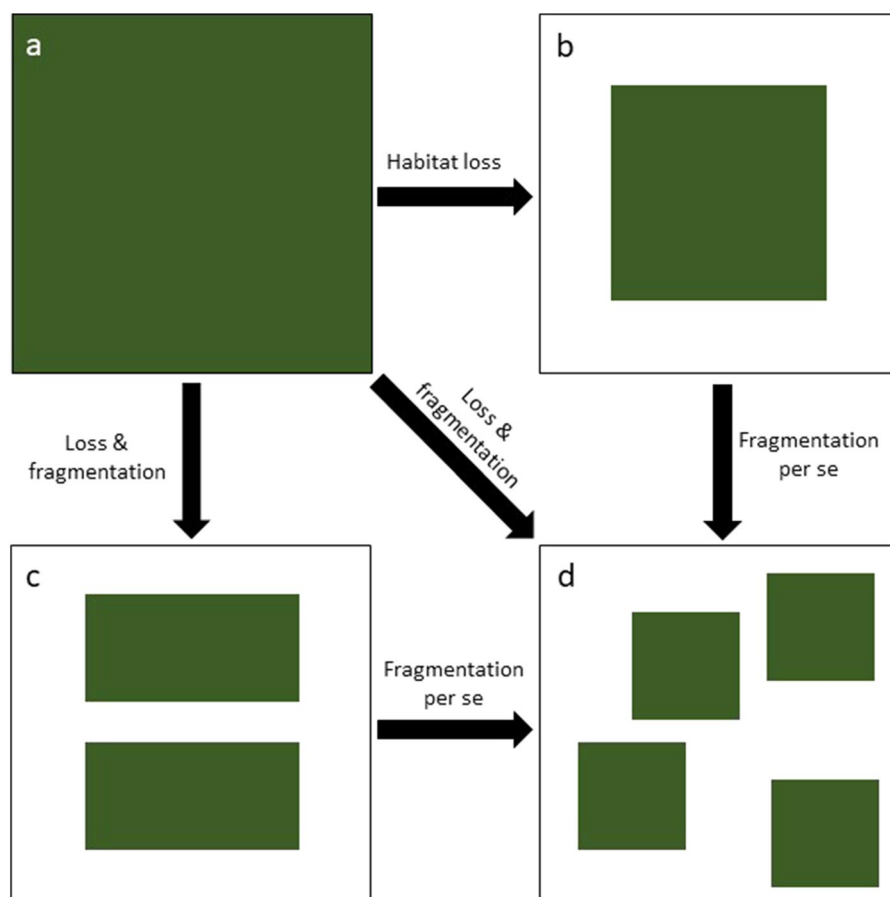 a
b
Habitat loss
Loss &
fragmentation
Loss &
fragmentation
Fragmentation
per se
c
d
Fragmentation
per se